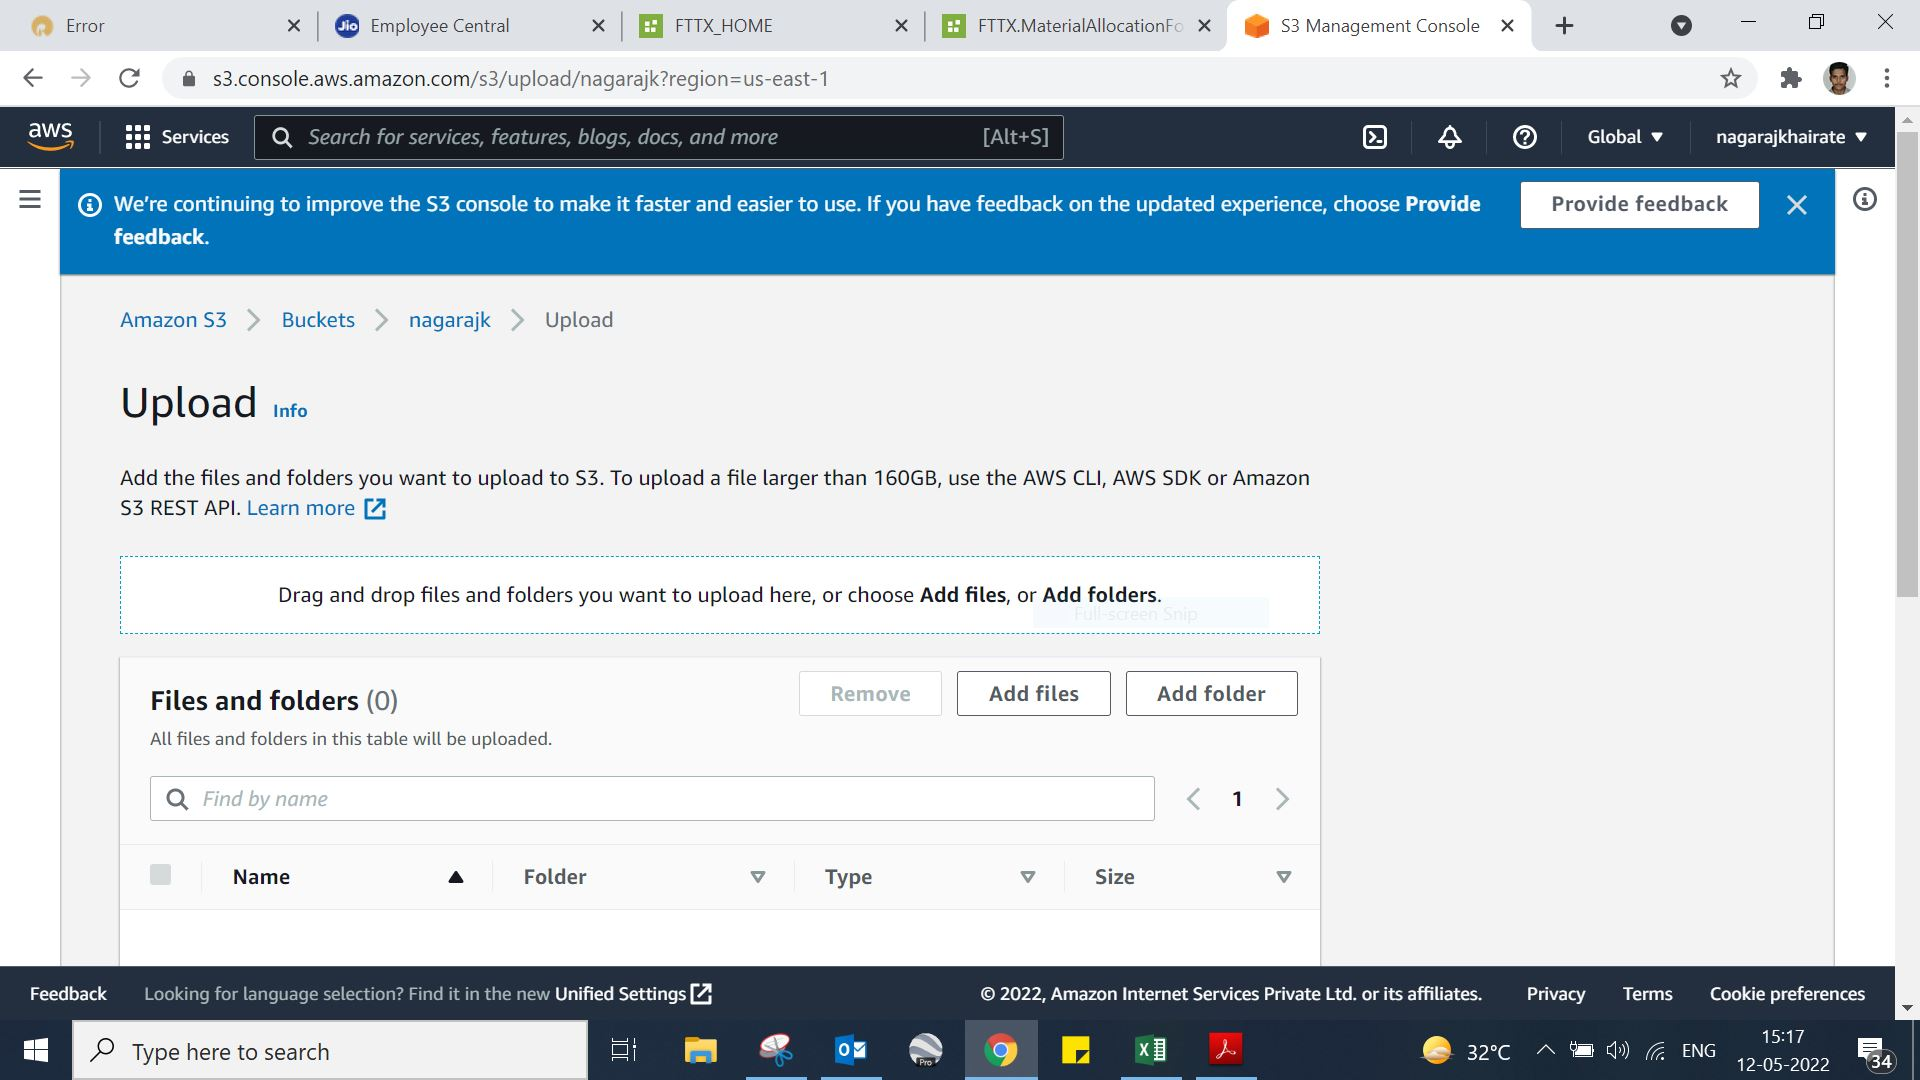 Error
Employee Central
FTTX_HOME
FTTX.MaterialAllocationFo
S3 Management Console
s3.console.aws.amazon.com/s3/upload/nagarajk?region=us-east-1
aws
Services
Search for services, features, blogs, docs, and more
[Alt+S]
Global
nagarajkhairate
We're continuing to improve the S3 console to make it faster and easier to use. If you have feedback on the updated experience, choose Provide
feedback.
Provide feedback
Amazon S3
Buckets
nagarajk
Upload
Upload
Info
Add the files and folders you want to upload to S3. To upload a file larger than 160GB, use the AWS CLI, AWS SDK or Amazon
S3 REST API. Learn more
Drag and drop files and folders you want to upload here, or choose Add files, or Add folders.
Full-screen Snip
Files and folders (0)
Remove
Add files
Add folder
All files and folders in this table will be uploaded.
Find by name
1
Name
Folder
Type
Size
Feedback
Looking for language selection? Find it in the new Unified Settings
© 2022, Amazon Internet Services Private Ltd. or its affiliates.
Privacy
Terms
Cookie preferences
Type here to search
Jio
Pro
32°C
ENG
15:17
12-05-2022
34